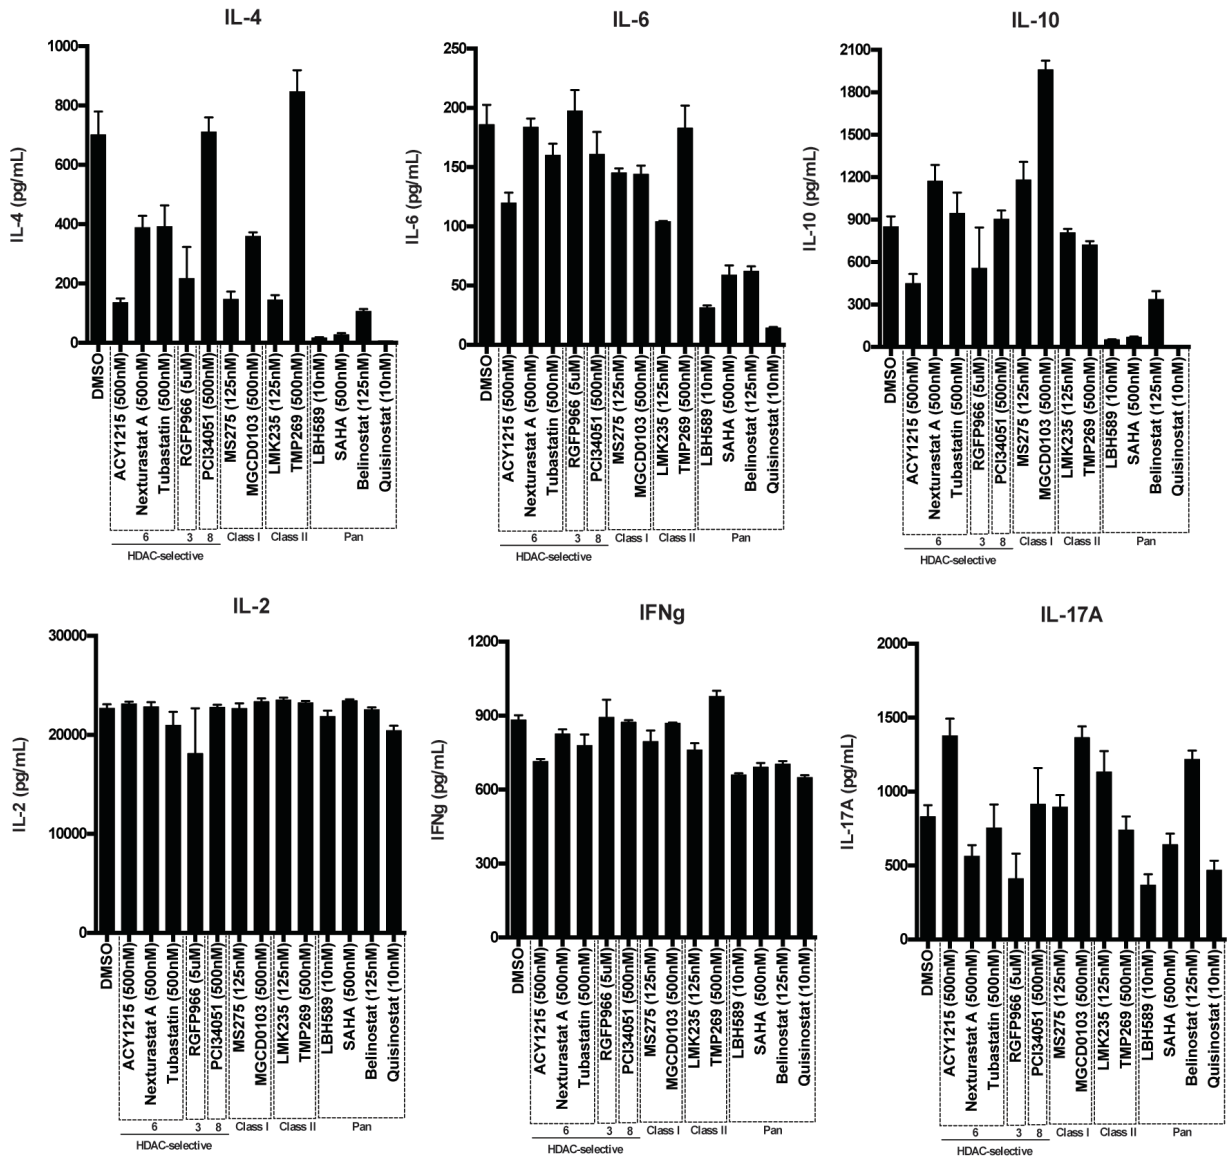 IL-4
IL-4 (pg/mL)
1000
800
600
400
200
0
DMSO
ACY1215 (500nM)
Nexturastat A (500nM)
Tubastatin (500nM)
RGFP966 (5uM)
PCI34051 (500nM)
MS275 (125nM)
MGCD0103 (500nM)
LMK235 (125nM)
TMP269 (500nM)
LBH589 (10nM)
SAHA (500nM)
Belinostat (125nM)
Quisinostat (10nM)
6 3 8 Class I Class II Pan
HDAC-selective
IL-6
IL-6 (pg/mL)
250
200
150
100
50
0
DMSO
ACY1215 (500nM)
Nexturastat A (500nM)
Tubastatin (500nM)
RGFP966 (5uM)
PCI34051 (500nM)
MS275 (125nM)
MGCD0103 (500nM)
LMK235 (125nM)
TMP269 (500nM)
LBH589 (10nM)
SAHA (500nM)
Belinostat (125nM)
Quisinostat (10nM)
6 3 8 Class I Class II Pan
HDAC-selective
IL-10
IL-10 (pg/mL)
2100
1800
1500
1200
900
600
300
0
DMSO
ACY1215 (500nM)
Nexturastat A (500nM)
Tubastatin (500nM)
RGFP966 (5uM)
PCI34051 (500nM)
MS275 (125nM)
MGCD0103 (500nM)
LMK235 (125nM)
TMP269 (500nM)
LBH589 (10nM)
SAHA (500nM)
Belinostat (125nM)
Quisinostat (10nM)
6 3 8 Class I Class II Pan
HDAC-selective
IL-2
IL-2 (pg/mL)
30000
20000
10000
0
DMSO
ACY1215 (500nM)
Nexturastat A (500nM)
Tubastatin (500nM)
RGFP966 (5uM)
PCI34051 (500nM)
MS275 (125nM)
MGCD0103 (500nM)
LMK235 (125nM)
TMP269 (500nM)
LBH589 (10nM)
SAHA (500nM)
Belinostat (125nM)
Quisinostat (10nM)
6 3 8 Class I Class II Pan
HDAC-selective
IFNg
IFNg (pg/mL)
1200
900
600
300
0
DMSO
ACY1215 (500nM)
Nexturastat A (500nM)
Tubastatin (500nM)
RGFP966 (5uM)
PCI34051 (500nM)
MS275 (125nM)
MGCD0103 (500nM)
LMK235 (125nM)
TMP269 (500nM)
LBH589 (10nM)
SAHA (500nM)
Belinostat (125nM)
Quisinostat (10nM)
6 3 8 Class I Class II Pan
HDAC-selective
IL-17A
IL-17A (pg/mL)
2000
1500
1000
500
0
DMSO
ACY1215 (500nM)
Nexturastat A (500nM)
Tubastatin (500nM)
RGFP966 (5uM)
PCI34051 (500nM)
MS275 (125nM)
MGCD0103 (500nM)
LMK235 (125nM)
TMP269 (500nM)
LBH589 (10nM)
SAHA (500nM)
Belinostat (125nM)
Quisinostat (10nM)
6 3 8 Class I Class II Pan
HDAC-selective